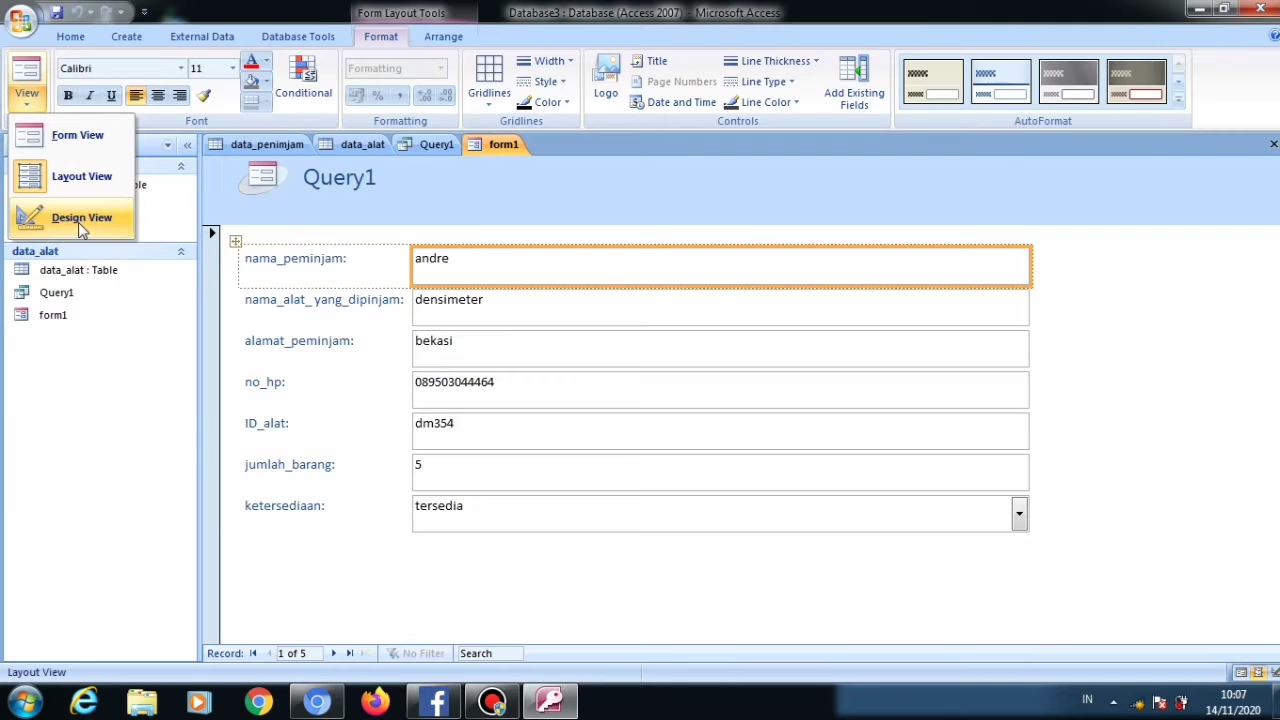 Form Layout Tools
Database3 : Database (Access 2007) - Microsoft Access
Home Create External Data Database Tools Format Arrange
View
Calibri 11
B I U
Font
Conditional
Formatting
%
Formatting
Gridlines
Width
Style
Color
Gridlines
Logo
Title
Page Numbers
Date and Time
Line Thickness
Line Type
Line Color
Add Existing Fields
Controls
AutoFormat
Form View
Layout View
Design View
data_alat
data_alat : Table
Query1
form1
data_penimjam data_alat Query1 form1
Query1
nama_peminjam: andre
nama_alat_ yang_dipinjam: densimeter
alamat_peminjam: bekasi
no_hp: 089503044464
ID_alat: dm354
jumlah_barang: 5
ketersediaan: tersedia
Record: 1 of 5 No Filter Search
Layout View
IN
10:07
14/11/2020